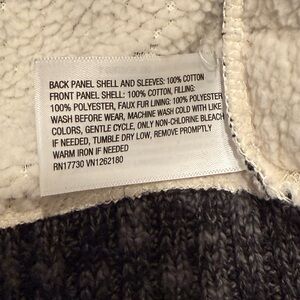 BACK PANEL SHELL AND SLEEVES: 100% COTTON
FRONT PANEL SHELL: 100% COTTON, FILLING:
100% POLYESTER, FAUX FUR LINING: 100% POLYESTER
WASH BEFORE WEAR, MACHINE WASH COLD WITH LIKE
COLORS, GENTLE CYCLE, ONLY NON-CHLORINE BLEACH
IF NEEDED, TUMBLE DRY LOW, REMOVE PROMPTLY
WARM IRON IF NEEDED
RN17730 VN1262180